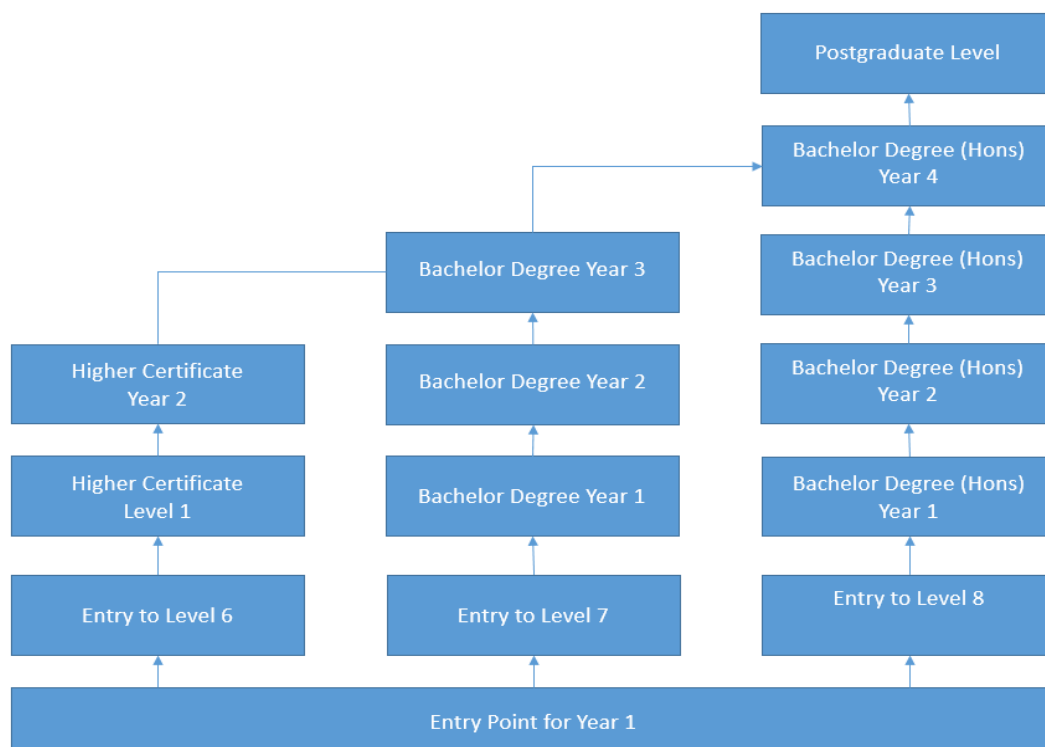 Postgraduate Level
Bachelor Degree (Hons)
Year 4
Bachelor Degree Year 3
Bachelor Degree (Hons)
Year 3
Higher Certificate
Year 2
Bachelor Degree Year 2
Bachelor Degree (Hons)
Year 2
Higher Certificate
Level 1
Bachelor Degree Year 1
Bachelor Degree (Hons)
Year 1
Entry to Level 6
Entry to Level 7
Entry to Level 8
Entry Point for Year 1